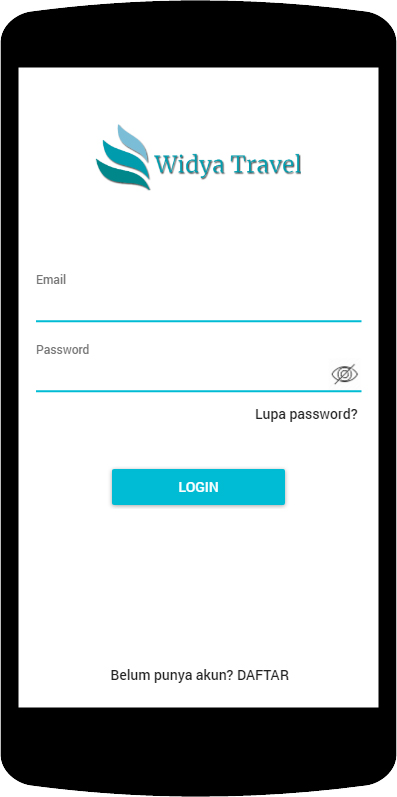 Widya Travel
Email
Password
Lupa password?
LOGIN
Belum punya akun? DAFTAR